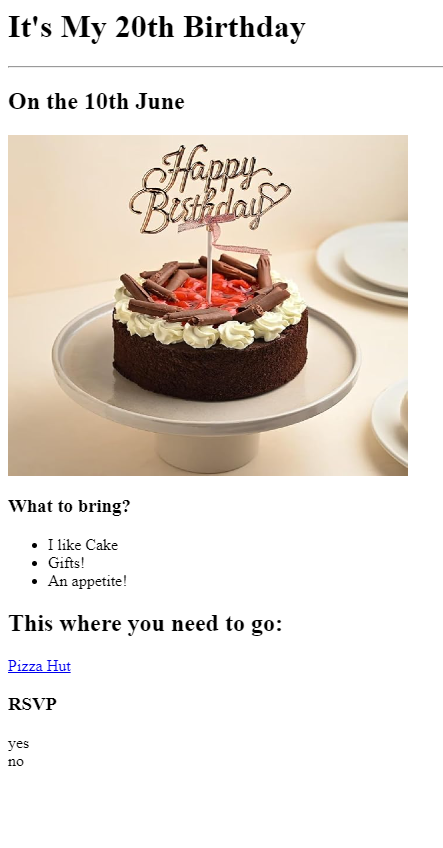 It's My 20th Birthday
On the 10th June
Happy
Birthday
What to bring?
I like Cake
Gifts!
An appetite!
This where you need to go:
Pizza Hut
RSVP
yes
no